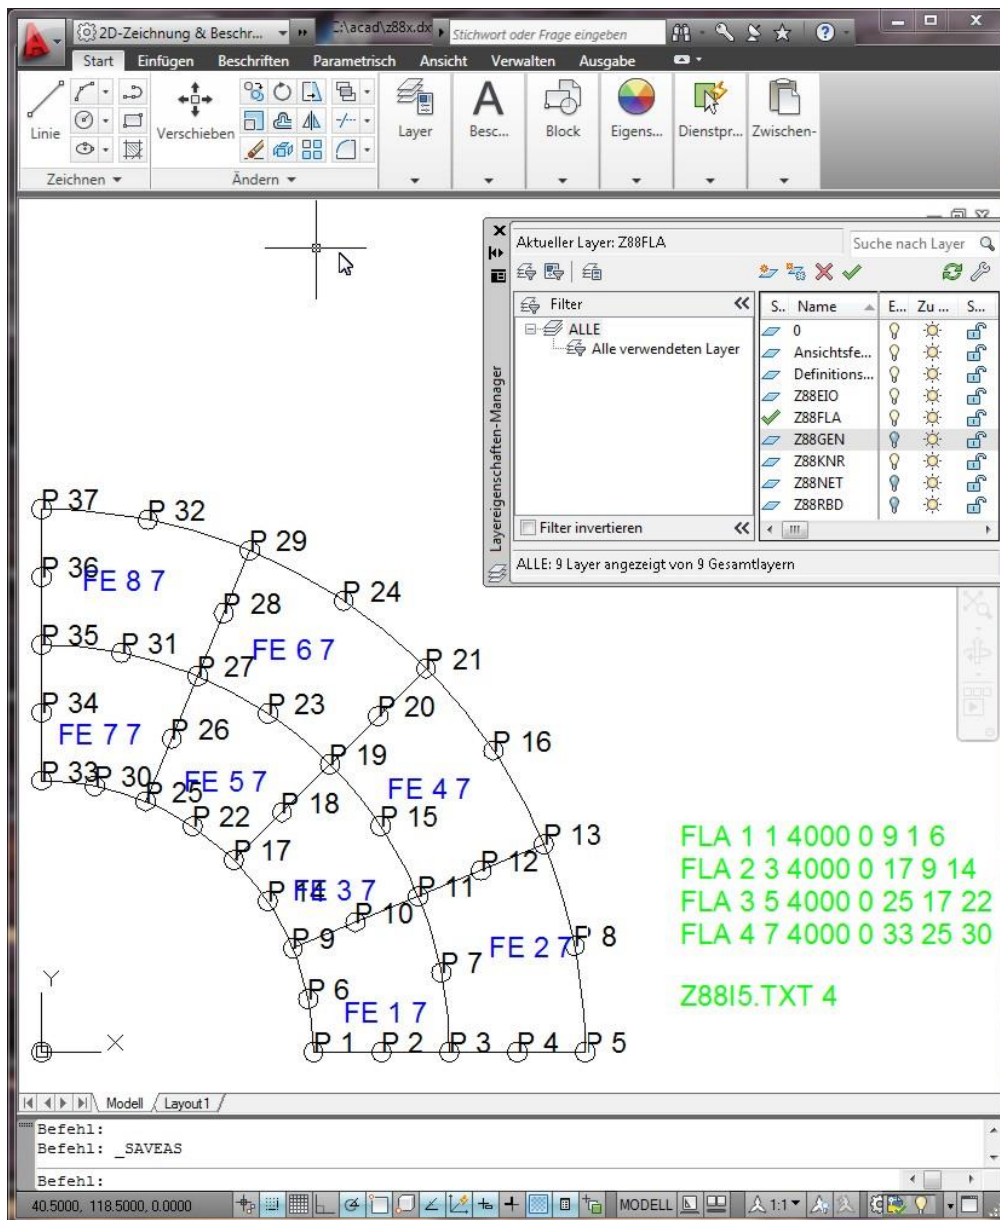 2D-Zeichnung & Beschr...
C:\acad\z88x.dx
Stichwort oder Frage eingeben
Start Einfügen Beschriften Parametrisch Ansicht Verwalten Ausgabe
Linie
Verschieben
Layer
Besc...
Block
Eigens...
Dienstpr...
Zwischen-
Zeichnen
Ändern
Aktueller Layer: Z88FLA
Suche nach Layer
Filter
ALLE
Alle verwendeten Layer
S.. Name E... Zu ... S...
0
Ansichtsfe...
Definitions...
Z88EIO
Z88FLA
Z88GEN
Z88KNR
Z88NET
Z88RBD
Filter invertieren
ALLE: 9 Layer angezeigt von 9 Gesamtlayern
Layereigenschaften-Manager
P 37
P 32
P 29
P 36
FE 8 7
P 24
P 28
P 35
P 31
FE 6 7
P 27
P 21
P 34
P 23
P 20
FE 7 7
P 26
P 16
P 19
P 33
P 30
FE 5 7
P 25
FE 4 7
P 18
P 22
P 15
P 17
P 13
P 12
P 14
FE 3 7
P 11
P 10
P 9
FE 2 7
P 8
P 7
P 6
FE 1 7
P 1
P 2
P 3
P 4
P 5
FLA 1 1 4000 0 9 1 6
FLA 2 3 4000 0 17 9 14
FLA 3 5 4000 0 25 17 22
FLA 4 7 4000 0 33 25 30
Z88I5.TXT 4
Y
X
Modell Layout1
Befehl:
Befehl: _SAVEAS
Befehl:
40.5000, 118.5000, 0.0000
MODELL
1:1